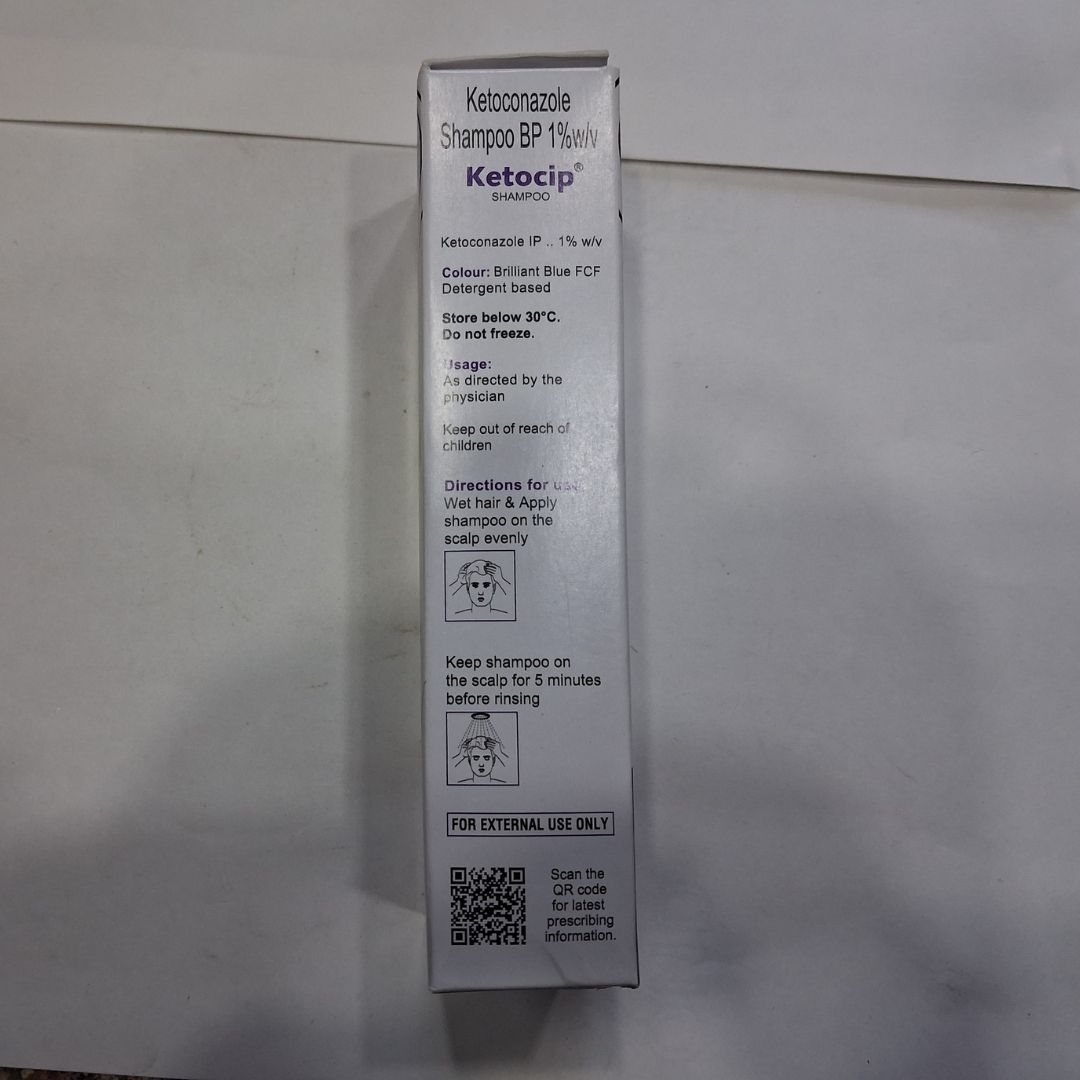 Ketoconazole
Shampoo BP 1%w/v
Ketocip®
SHAMPOO
Ketoconazole IP .. 1% w/v
Colour: Brilliant Blue FCF
Detergent based
Store below 30°C.
Do not freeze.
Usage:
As directed by the
physician
Keep out of reach of
children
Directions for use
Wet hair & Apply
shampoo on the
scalp evenly
Keep shampoo on
the scalp for 5 minutes
before rinsing
FOR EXTERNAL USE ONLY
Scan the
QR code
for latest
prescribing
information.